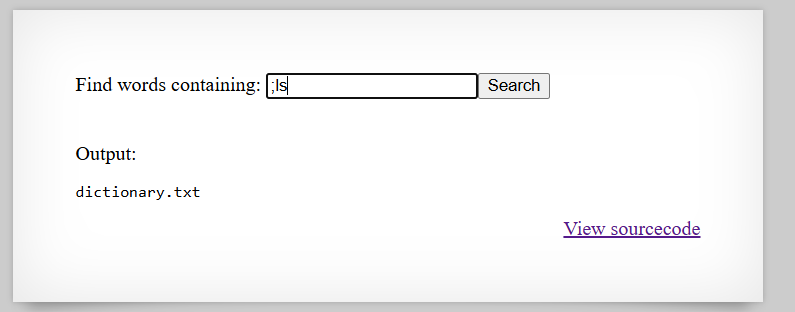 Find words containing: ;ls Search
Output:
dictionary.txt
View sourcecode